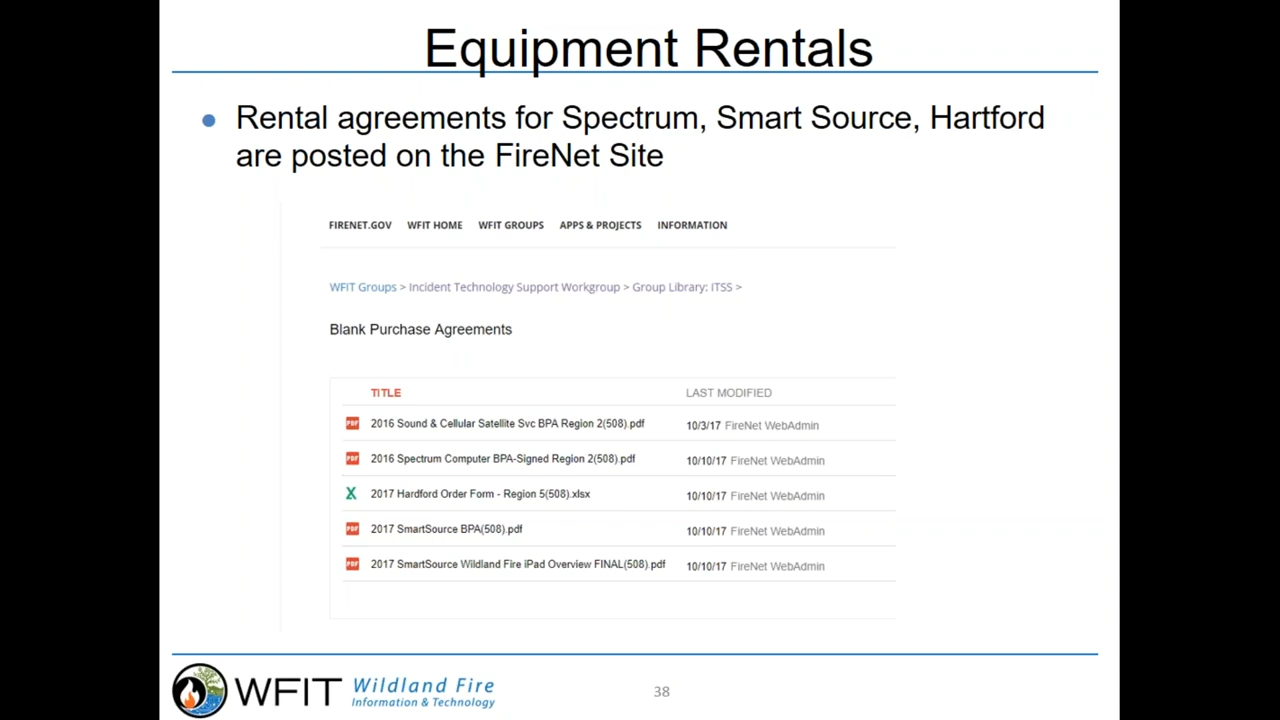 Equipment Rentals
Rental agreements for Spectrum, Smart Source, Hartford
are posted on the FireNet Site
FIRENET.GOV WFIT HOME WFIT GROUPS APPS & PROJECTS INFORMATION
WFIT Groups > Incident Technology Support Workgroup > Group Library: ITSS >
Blank Purchase Agreements
TITLE LAST MODIFIED
PDF 2016 Sound & Cellular Satellite Svc BPA Region 2(508).pdf 10/3/17 FireNet WebAdmin
PDF 2016 Spectrum Computer BPA-Signed Region 2(508).pdf 10/10/17 FireNet WebAdmin
2017 Hardford Order Form - Region 5(508).xlsx 10/10/17 FireNet WebAdmin
PDF 2017 SmartSource BPA(508).pdf 10/10/17 FireNet WebAdmin
PDF 2017 SmartSource Wildland Fire iPad Overview FINAL(508).pdf 10/10/17 FireNet WebAdmin
WFIT Wildland Fire
Information & Technology
38